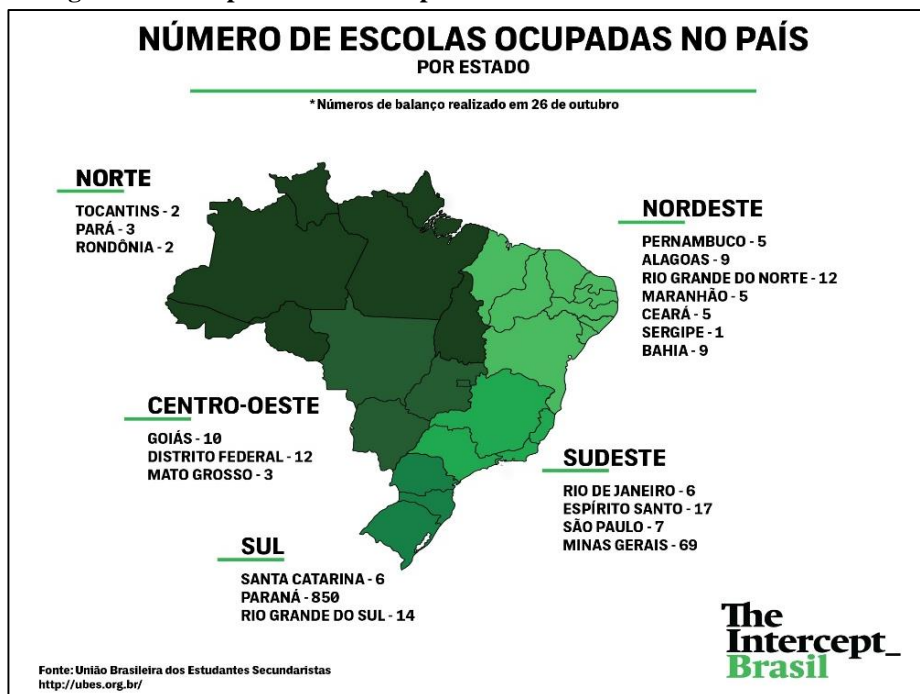 NÚMERO DE ESCOLAS OCUPADAS NO PAÍS
POR ESTADO
*Números de balanço realizado em 26 de outubro
NORTE
TOCANTINS - 2
PARÁ - 3
RONDÔNIA - 2
NORDESTE
PERNAMBUCO - 5
ALAGOAS - 9
RIO GRANDE DO NORTE - 12
MARANHÃO - 5
CEARÁ - 5
SERGIPE - 1
BAHIA - 9
CENTRO-OESTE
GOIÁS - 10
DISTRITO FEDERAL - 12
MATO GROSSO - 3
SUDESTE
RIO DE JANEIRO - 6
ESPÍRITO SANTO - 17
SÃO PAULO - 7
MINAS GERAIS - 69
SUL
SANTA CATARINA - 6
PARANÁ - 850
RIO GRANDE DO SUL - 14
The
Intercept_
Brasil
Fonte: União Brasileira dos Estudantes Secundaristas
http://ubes.org.br/